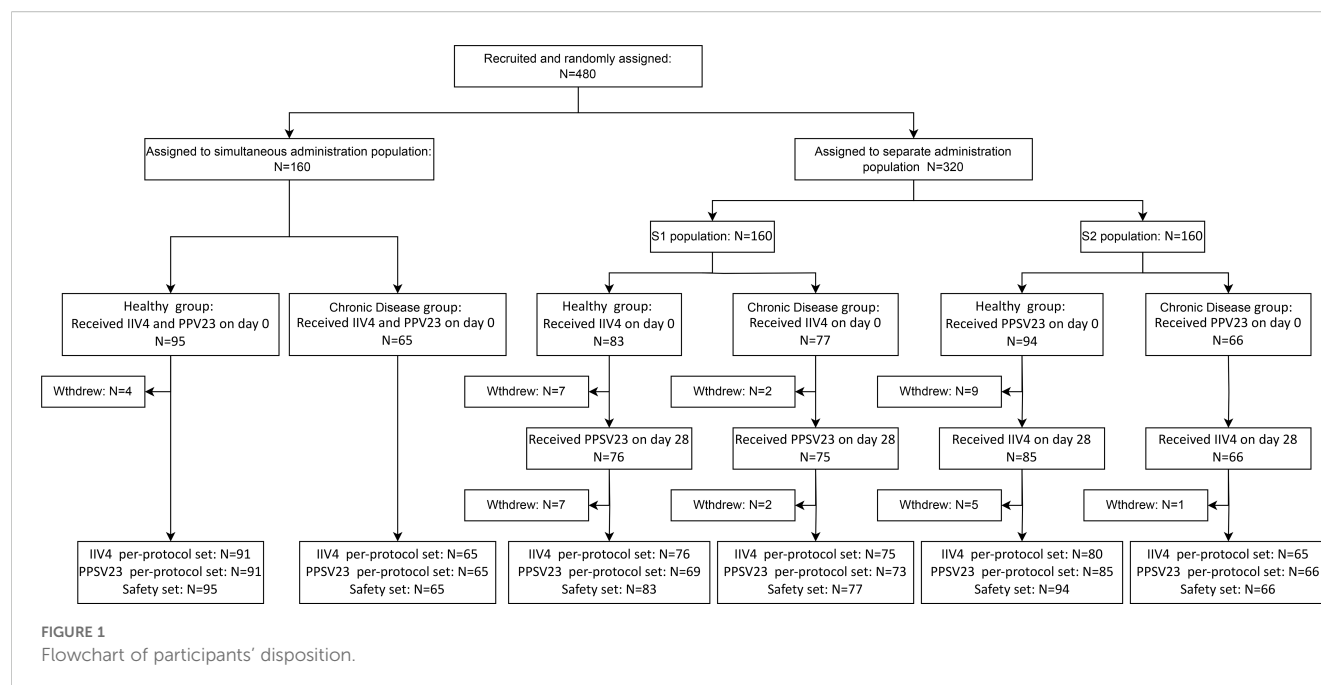 Recruited and randomly assigned:
N=480
Assigned to simultaneous administration population:
N=160
Assigned to separate administration
population N=320
S1 population: N=160
S2 population: N=160
Healthy group:
Received IIV4 and PPV23 on day 0
N=95
Chronic Disease group:
Received IIV4 and PPV23 on day 0
N=65
Healthy group:
Received IIV4 on day 0
N=83
Chronic Disease group:
Received IIV4 on day 0
N=77
Healthy group:
Received PPSV23 on day 0
N=94
Chronic Disease group:
Received PPV23 on day 0
N=66
Wthdrew: N=4
Wthdrew: N=7
Wthdrew: N=2
Wthdrew: N=9
Received PPSV23 on day 28
N=76
Received PPSV23 on day 28
N=75
Received IIV4 on day 28
N=85
Received IIV4 on day 28
N=66
Wthdrew: N=7
Wthdrew: N=2
Wthdrew: N=5
Wthdrew: N=1
IIV4 per-protocol set: N=91
PPSV23 per-protocol set: N=91
Safety set: N=95
IIV4 per-protocol set: N=65
PPSV23 per-protocol set: N=65
Safety set: N=65
IIV4 per-protocol set: N=76
PPSV23 per-protocol set: N=69
Safety set: N=83
IIV4 per-protocol set: N=75
PPSV23 per-protocol set: N=73
Safety set: N=77
IIV4 per-protocol set: N=80
PPSV23 per-protocol set: N=85
Safety set: N=94
IIV4 per-protocol set: N=65
PPSV23 per-protocol set: N=66
Safety set: N=66
FIGURE 1
Flowchart of participants’ disposition.